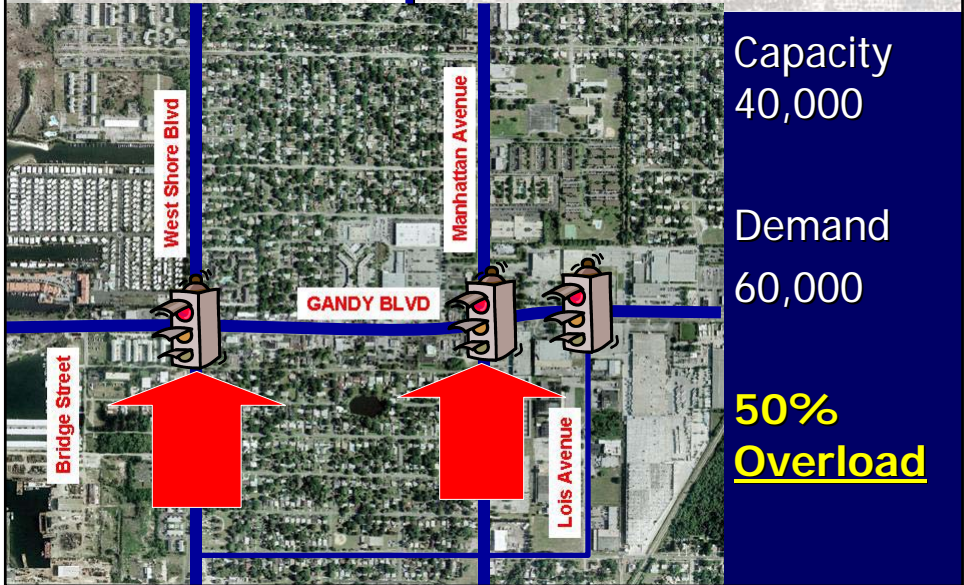 West Shore Blvd
Manhattan Avenue
GANDY BLVD
Bridge Street
Lois Avenue
Capacity
40,000
Demand
60,000
50%
Overload